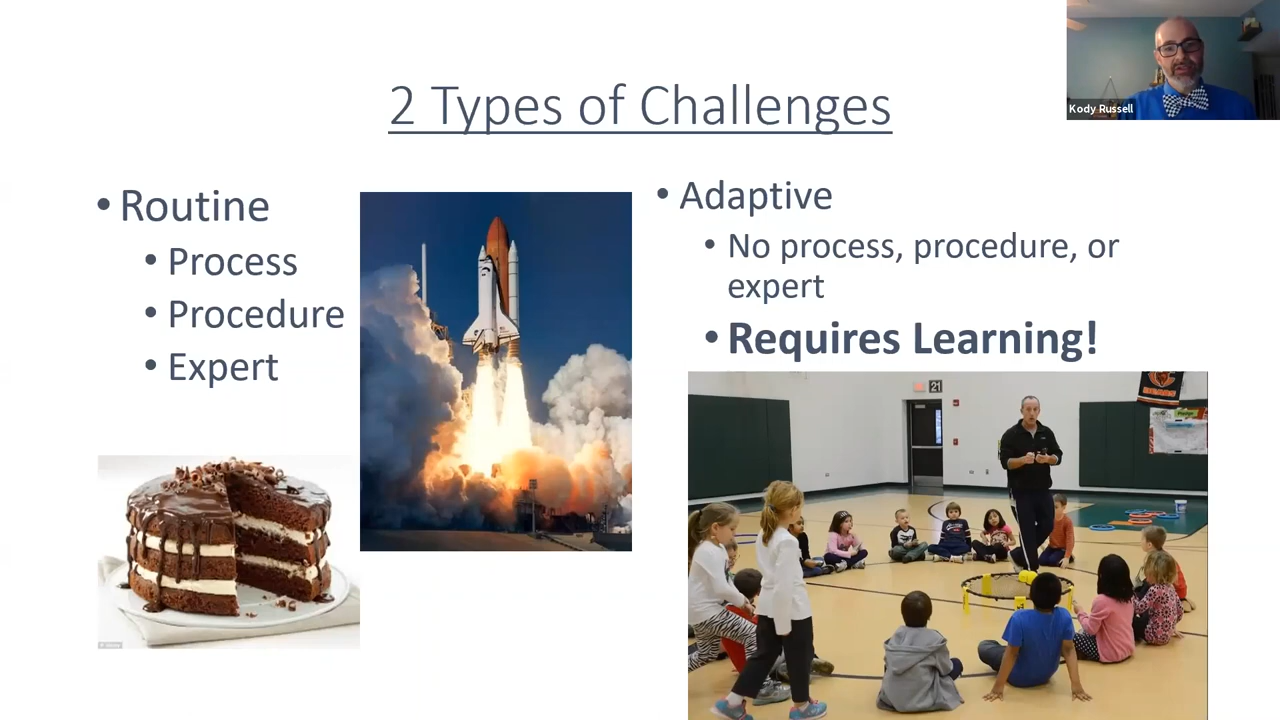 2 Types of Challenges
Kody Russell
• Routine
• Process
• Procedure
• Expert
• Adaptive
• No process, procedure, or
expert
• Requires Learning!
21
BEARS